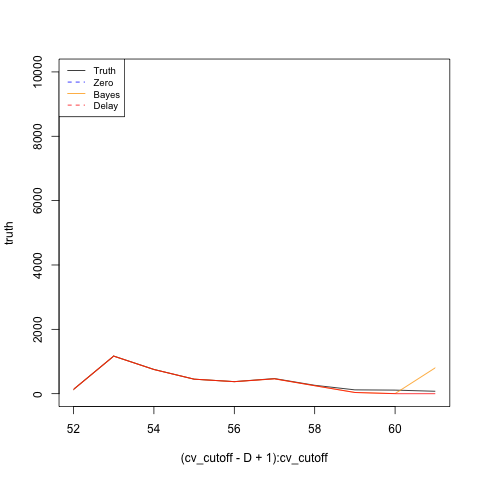 Truth
Zero
Bayes
Delay
truth
10000
8000
6000
4000
2000
0
52 54 56 58 60
(cv_cutoff - D + 1):cv_cutoff